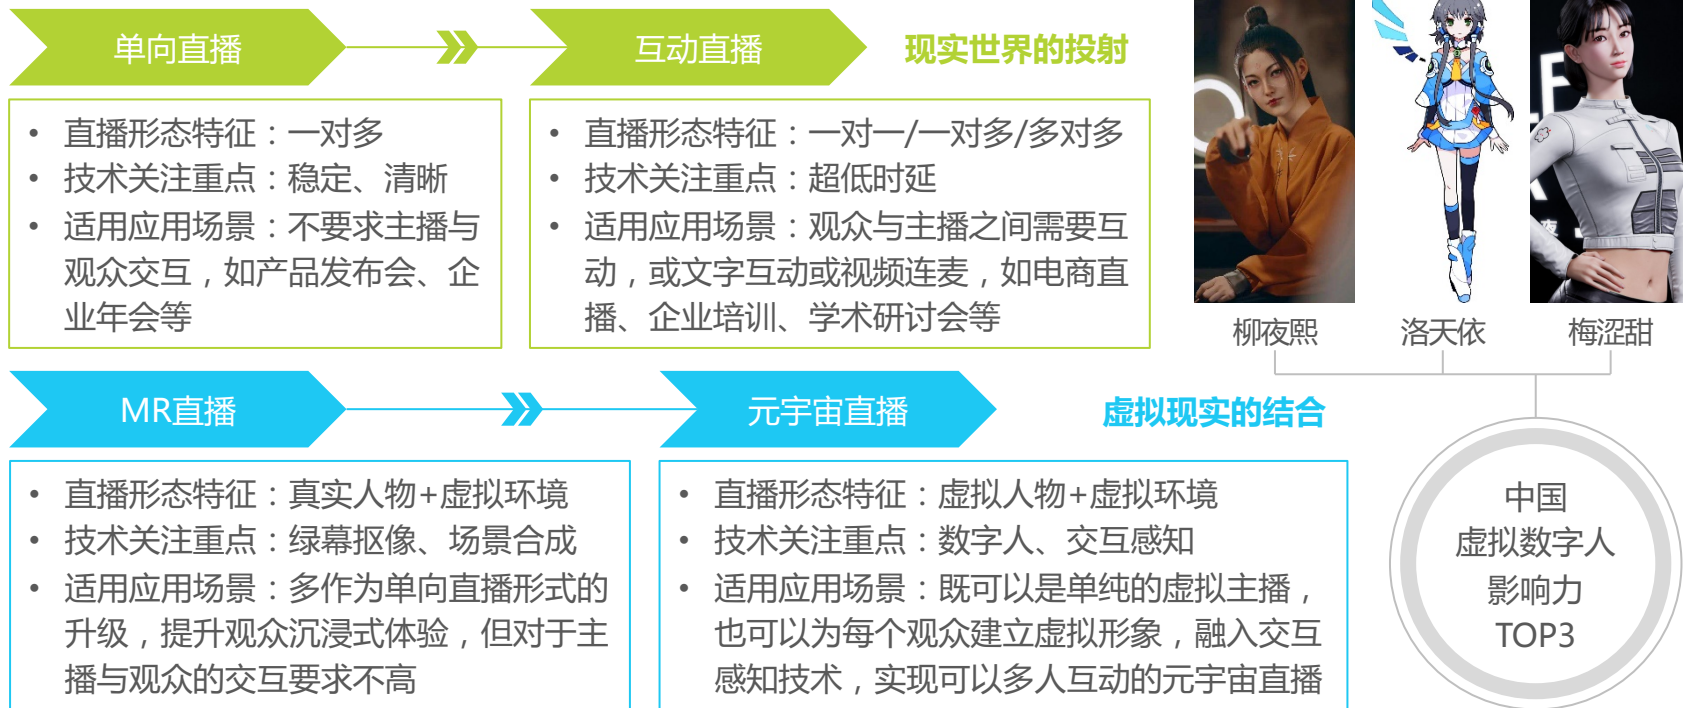 单向直播
互动直播
现实世界的投射
• 直播形态特征：一对多
• 技术关注重点：稳定、清晰
• 适用应用场景：不要求主播与
观众交互，如产品发布会、企
业年会等
• 直播形态特征：一对一/一对多/多对多
• 技术关注重点：超低时延
• 适用应用场景：观众与主播之间需要互
动，或文字互动或视频连麦，如电商直
播、企业培训、学术研讨会等
柳夜熙
洛天依
梅涩甜
MR直播
元宇宙直播
虚拟现实的结合
• 直播形态特征：真实人物+虚拟环境
• 技术关注重点：绿幕抠像、场景合成
• 适用应用场景：多作为单向直播形式的
升级，提升观众沉浸式体验，但对于主
播与观众的交互要求不高
• 直播形态特征：虚拟人物+虚拟环境
• 技术关注重点：数字人、交互感知
• 适用应用场景：既可以是单纯的虚拟主播，
也可以为每个观众建立虚拟形象，融入交互
感知技术，实现可以多人互动的元宇宙直播
中国
虚拟数字人
影响力
TOP3